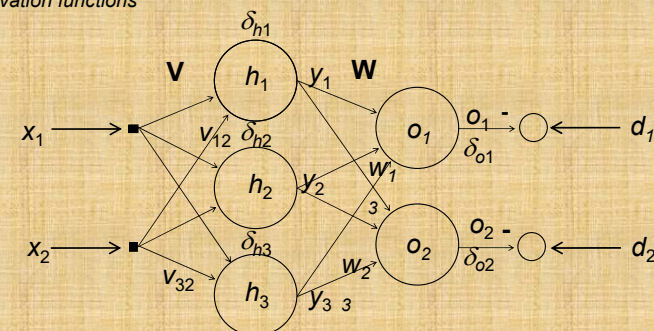 vation functions
δh1
V h1 y1 W
x1 v12 δh2 o1 o1 - d1
δo1
h2 y2 w1
3
δh3 o2 o2 - d2
v32 w2 δo2
h3 y3 3